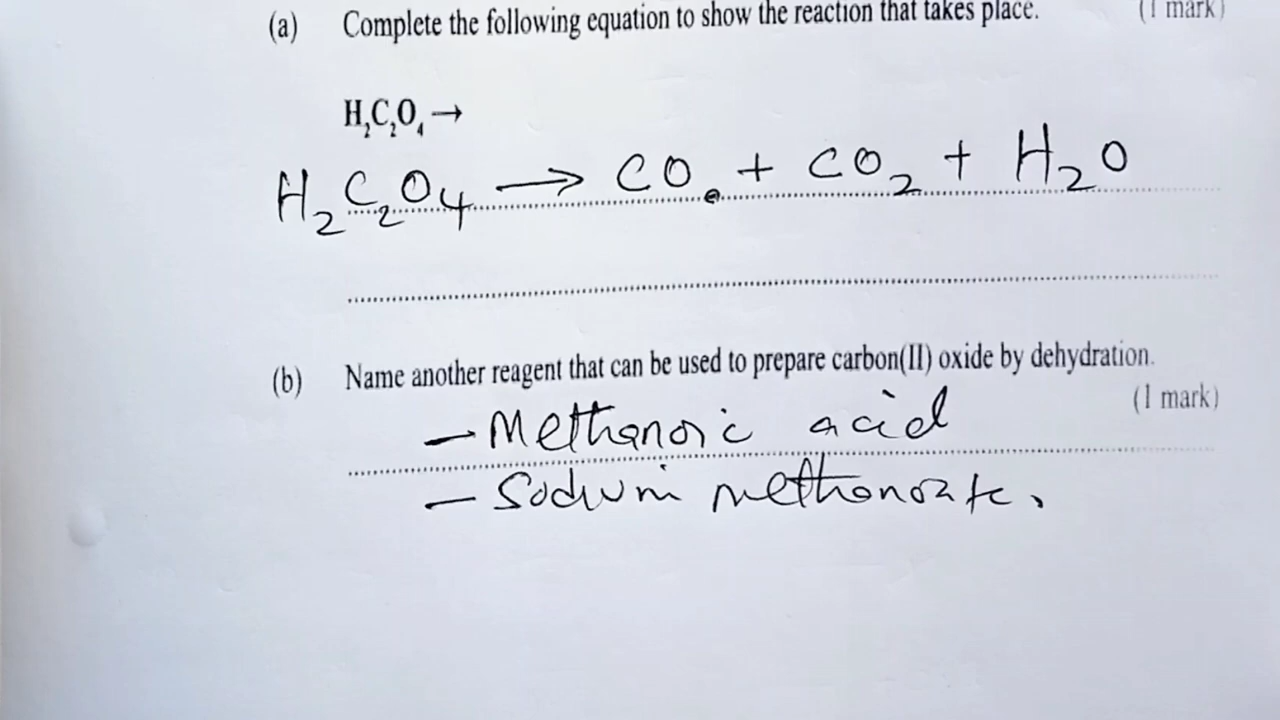 (a) Complete the following equation to show the reaction that takes place. (1 mark)
H₂C₂O₄ →
H₂C₂O₄ → CO + CO₂ + H₂O
(b) Name another reagent that can be used to prepare carbon(II) oxide by dehydration.
(1 mark)
- Methanoic acid
- Sodium methanoate.